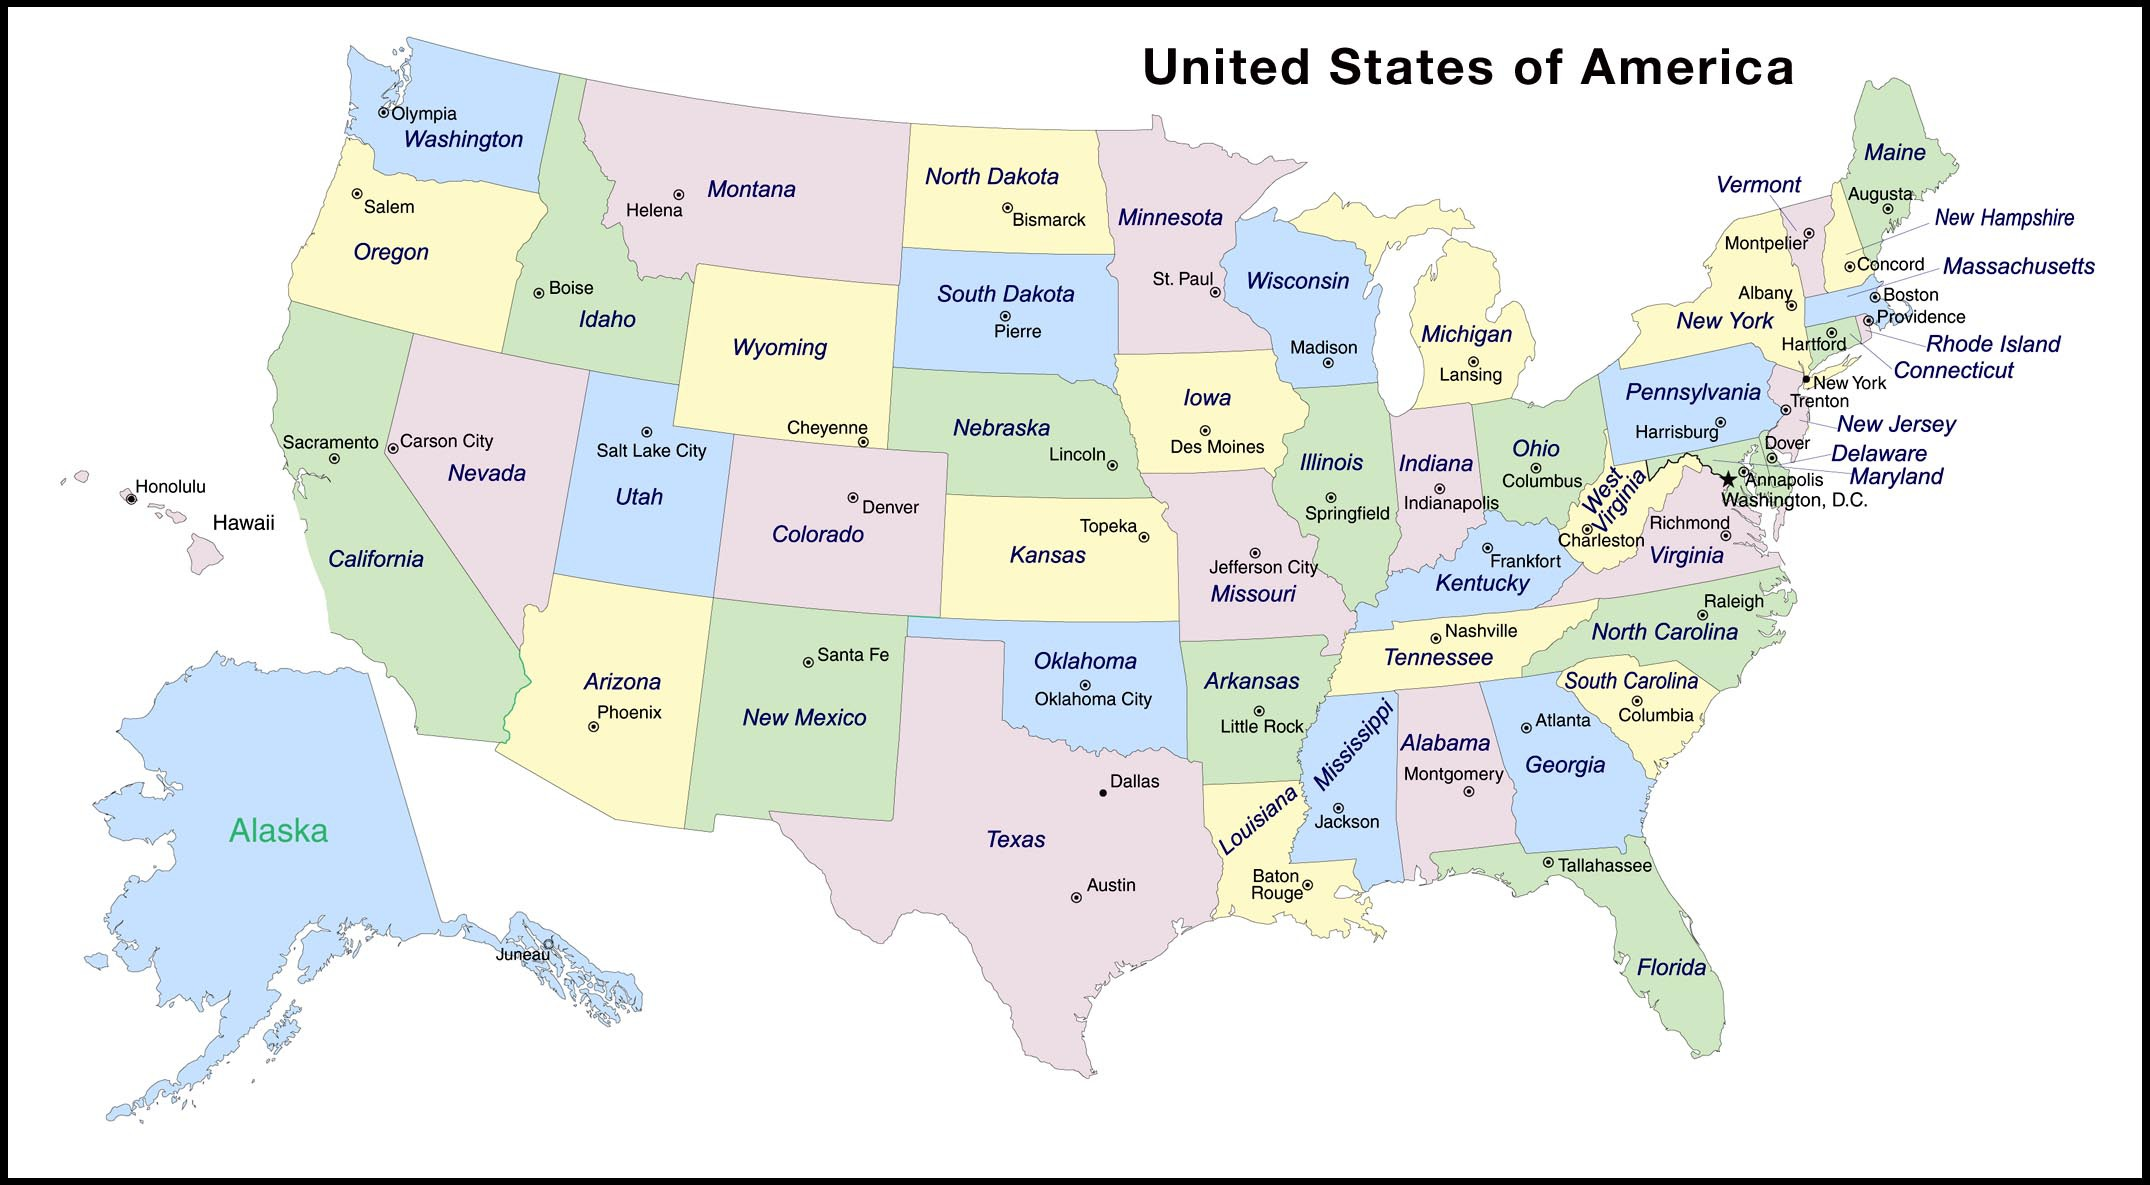 United States of America
Olympia
Washington
Salem
Oregon
Helena
Montana
Boise
Idaho
North Dakota
Bismarck
South Dakota
Pierre
Minnesota
St. Paul
Wisconsin
Madison
Michigan
Lansing
Maine
Augusta
Vermont
Montpelier
New Hampshire
Concord
Massachusetts
Boston
Albany
New York
Providence
Rhode Island
Hartford
Connecticut
New York
Pennsylvania
Harrisburg
Trenton
New Jersey
Dover
Delaware
Maryland
Annapolis
Washington, D.C.
Wyoming
Cheyenne
Nebraska
Lincoln
Iowa
Des Moines
Illinois
Springfield
Indiana
Indianapolis
Ohio
Columbus
West
Virginia
Charleston
Richmond
Virginia
Sacramento
California
Carson City
Nevada
Salt Lake City
Utah
Denver
Colorado
Topeka
Kansas
Jefferson City
Missouri
Frankfort
Kentucky
Honolulu
Hawaii
Arizona
Phoenix
Santa Fe
New Mexico
Oklahoma
Oklahoma City
Arkansas
Little Rock
Nashville
Tennessee
Raleigh
North Carolina
South Carolina
Columbia
Atlanta
Georgia
Alabama
Montgomery
Mississippi
Jackson
Louisiana
Baton
Rouge
Dallas
Texas
Austin
Tallahassee
Florida
Alaska
Juneau